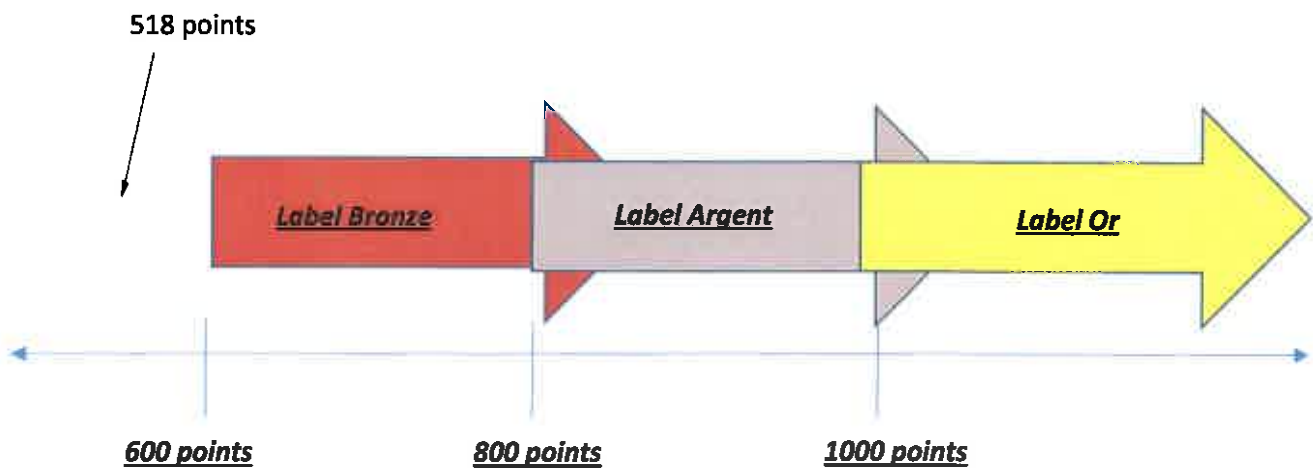 518 points
Label Bronze
Label Argent
Label Or
600 points
800 points
1000 points